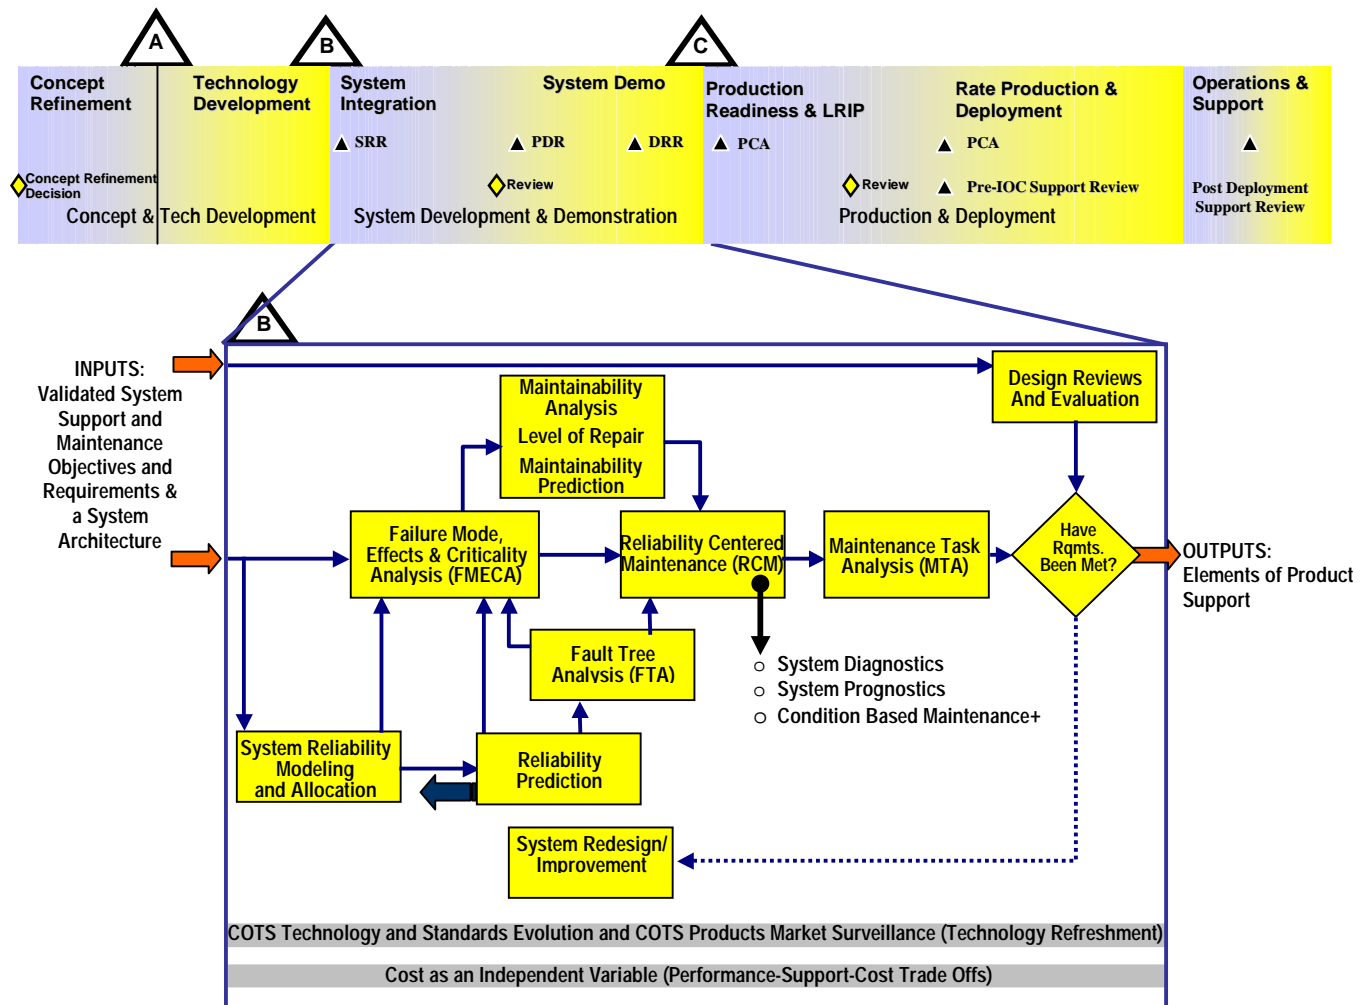 A
B
C
Concept
Refinement
Technology
Development
System
Integration
System Demo
Production
Readiness & LRIP
Rate Production &
Deployment
Operations &
Support
SRR
PDR
DRR
PCA
PCA
Concept Refinement
Decision
Review
Review
Pre-IOC Support Review
Post Deployment
Support Review
Concept & Tech Development
System Development & Demonstration
Production & Deployment
B
INPUTS:
Validated System
Support and
Maintenance
Objectives and
Requirements &
a System
Architecture
Design Reviews
And Evaluation
Maintainability
Analysis
Level of Repair
Maintainability
Prediction
Failure Mode,
Effects & Criticality
Analysis (FMECA)
Reliability Centered
Maintenance (RCM)
Maintenance Task
Analysis (MTA)
Have
Rqmts.
Been Met?
OUTPUTS:
Elements of Product
Support
Fault Tree
Analysis (FTA)
o System Diagnostics
o System Prognostics
o Condition Based Maintenance+
System Reliability
Modeling
and Allocation
Reliability
Prediction
System Redesign/
Improvement
COTS Technology and Standards Evolution and COTS Products Market Surveillance (Technology Refreshment)
Cost as an Independent Variable (Performance-Support-Cost Trade Offs)